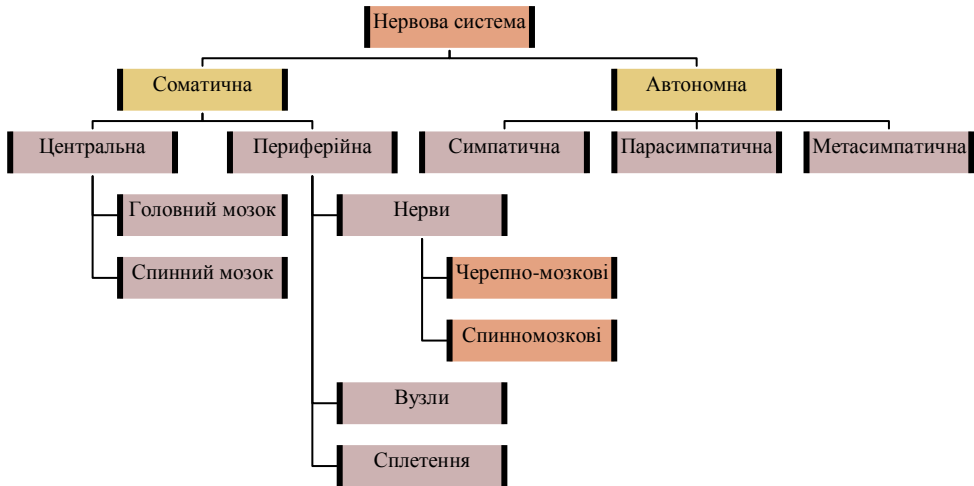 Нервова система
Соматична
Автономна
Центральна
Периферійна
Симпатична
Парасимпатична
Метасимпатична
Головний мозок
Нерви
Спинний мозок
Черепно-мозкові
Спинномозкові
Вузли
Сплетення